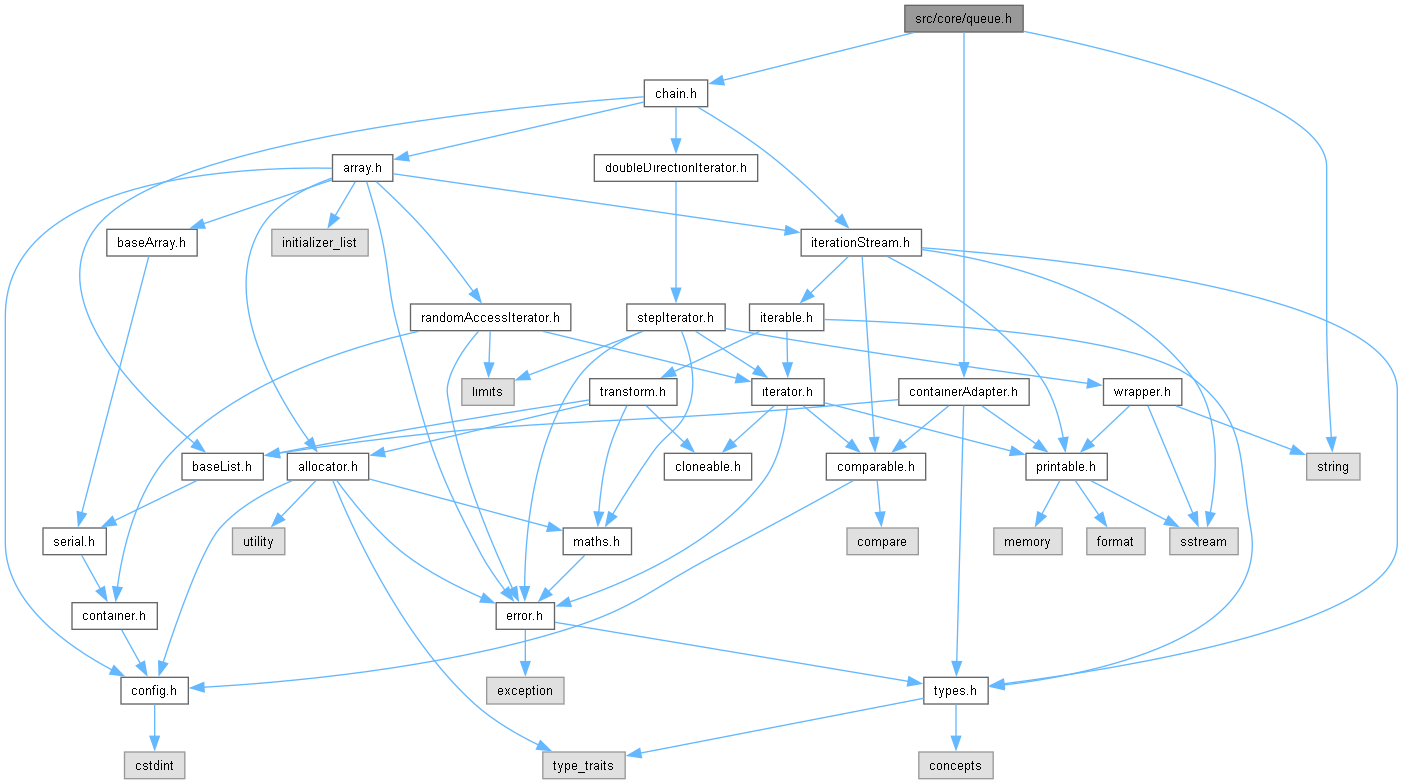 src/core/queue.h
chain.h
array.h
doubleDirectionIterator.h
baseArray.h
initializer_list
iterationStream.h
randomAccessIterator.h
stepIterator.h
iterable.h
limits
transform.h
iterator.h
containerAdapter.h
wrapper.h
baseList.h
allocator.h
cloneable.h
comparable.h
printable.h
string
serial.h
utility
maths.h
compare
memory
format
sstream
container.h
error.h
config.h
exception
types.h
cstdint
type_traits
concepts